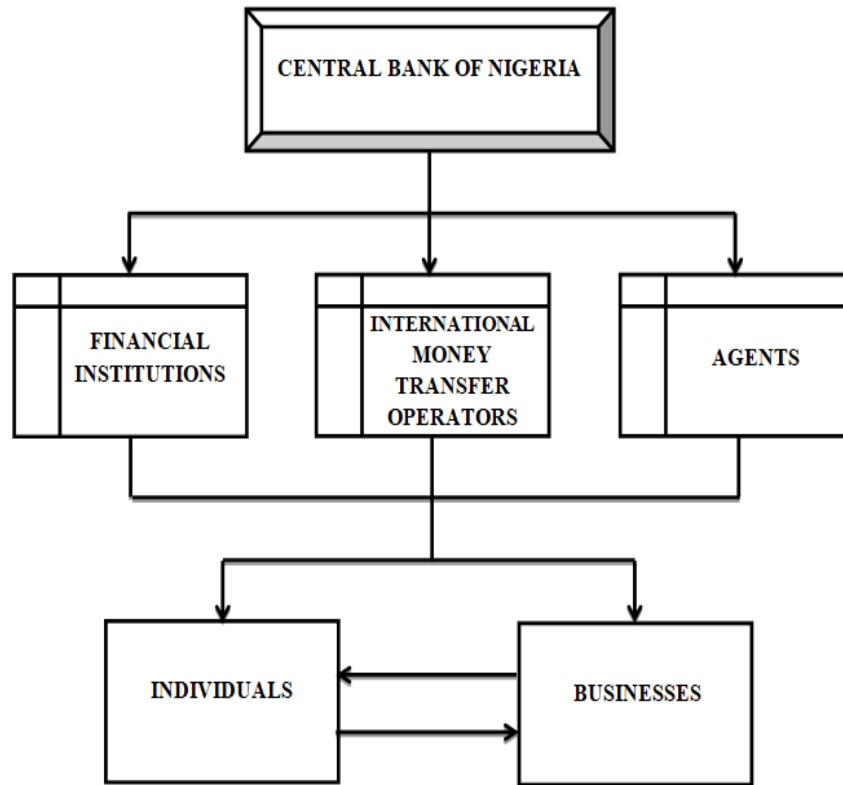 CENTRAL BANK OF NIGERIA
FINANCIAL
INSTITUTIONS
INTERNATIONAL
MONEY
TRANSFER
OPERATORS
AGENTS
INDIVIDUALS
BUSINESSES